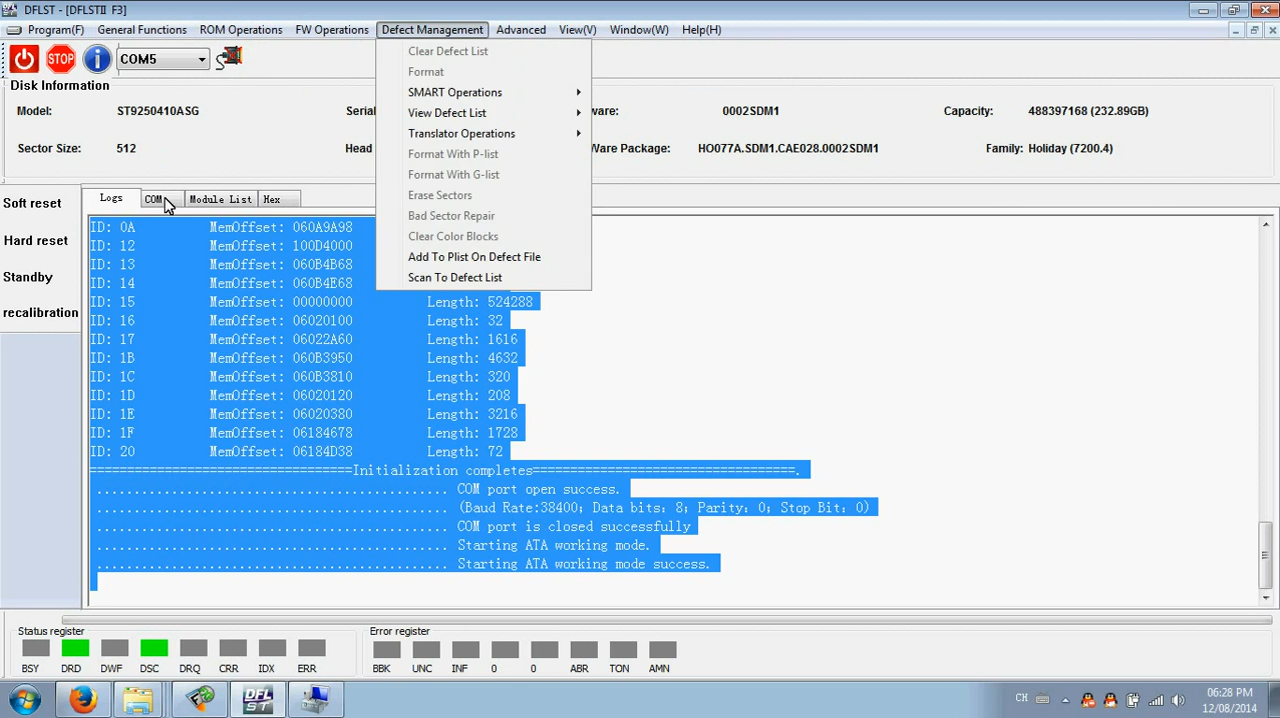 DFLST - [DFLSTⅡ F3]
Program(F) General Functions ROM Operations FW Operations Defect Management Advanced View(V) Window(W) Help(H)
STOP COM5
Disk Information
Model: ST9250410ASG Serial ware: 0002SDM1 Capacity: 488397168 (232.89GB)
Sector Size: 512 Head Ware Package: HO077A.SDM1.CAE028.0002SDM1 Family: Holiday (7200.4)
Clear Defect List
Format
SMART Operations
View Defect List
Translator Operations
Format With P-list
Format With G-list
Erase Sectors
Bad Sector Repair
Clear Color Blocks
Add To Plist On Defect File
Scan To Defect List
Soft reset
Hard reset
Standby
recalibration
Logs COM Module List Hex
ID: 0A MemOffset: 060A9A98
ID: 12 MemOffset: 100D4000
ID: 13 MemOffset: 060B4B68
ID: 14 MemOffset: 060B4E68
ID: 15 MemOffset: 00000000 Length: 524288
ID: 16 MemOffset: 06020100 Length: 32
ID: 17 MemOffset: 06022A60 Length: 1616
ID: 1B MemOffset: 060B3950 Length: 4632
ID: 1C MemOffset: 060B3810 Length: 320
ID: 1D MemOffset: 06020120 Length: 208
ID: 1E MemOffset: 06020380 Length: 3216
ID: 1F MemOffset: 06184678 Length: 1728
ID: 20 MemOffset: 06184D38 Length: 72
==================================Initialization completes==================================.
.............................................. COM port open success.
.............................................. (Baud Rate:38400; Data bits: 8; Parity: 0; Stop Bit: 0)
.............................................. COM port is closed successfully
.............................................. Starting ATA working mode.
.............................................. Starting ATA working mode success.
Status register
BSY DRD DWF DSC DRQ CRR IDX ERR
Error register
BBK UNC INF 0 0 ABR TON AMN
DFL ST
CH
06:28 PM
12/08/2014